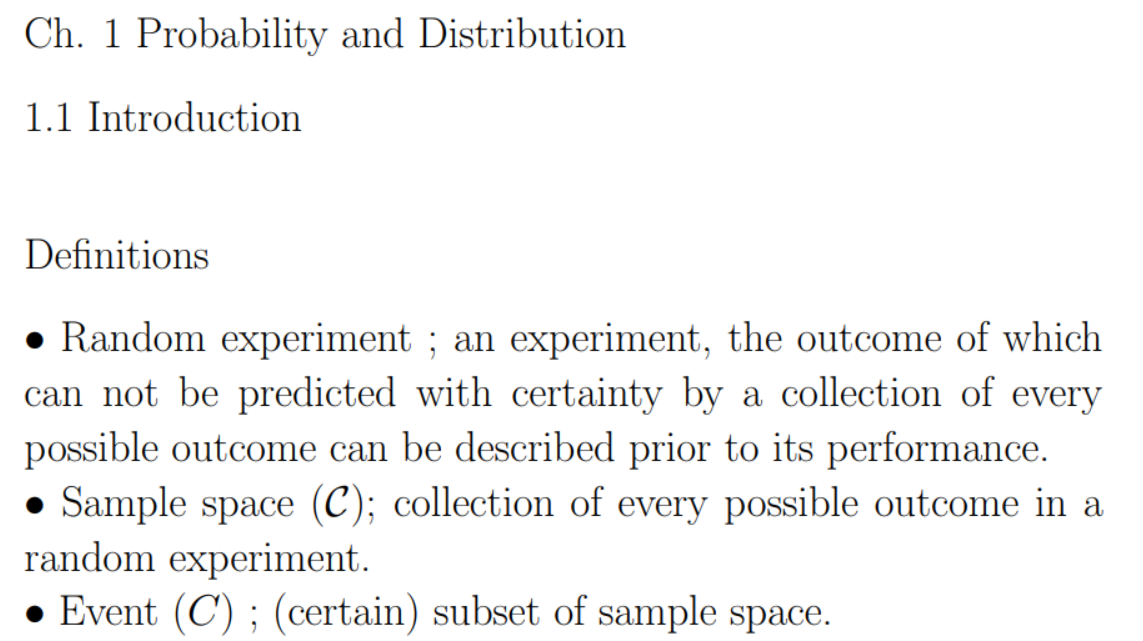 Ch. 1 Probability and Distribution
1.1 Introduction
Definitions
• Random experiment ; an experiment, the outcome of which
can not be predicted with certainty by a collection of every
possible outcome can be described prior to its performance.
• Sample space (𝒞); collection of every possible outcome in a
random experiment.
• Event (C) ; (certain) subset of sample space.